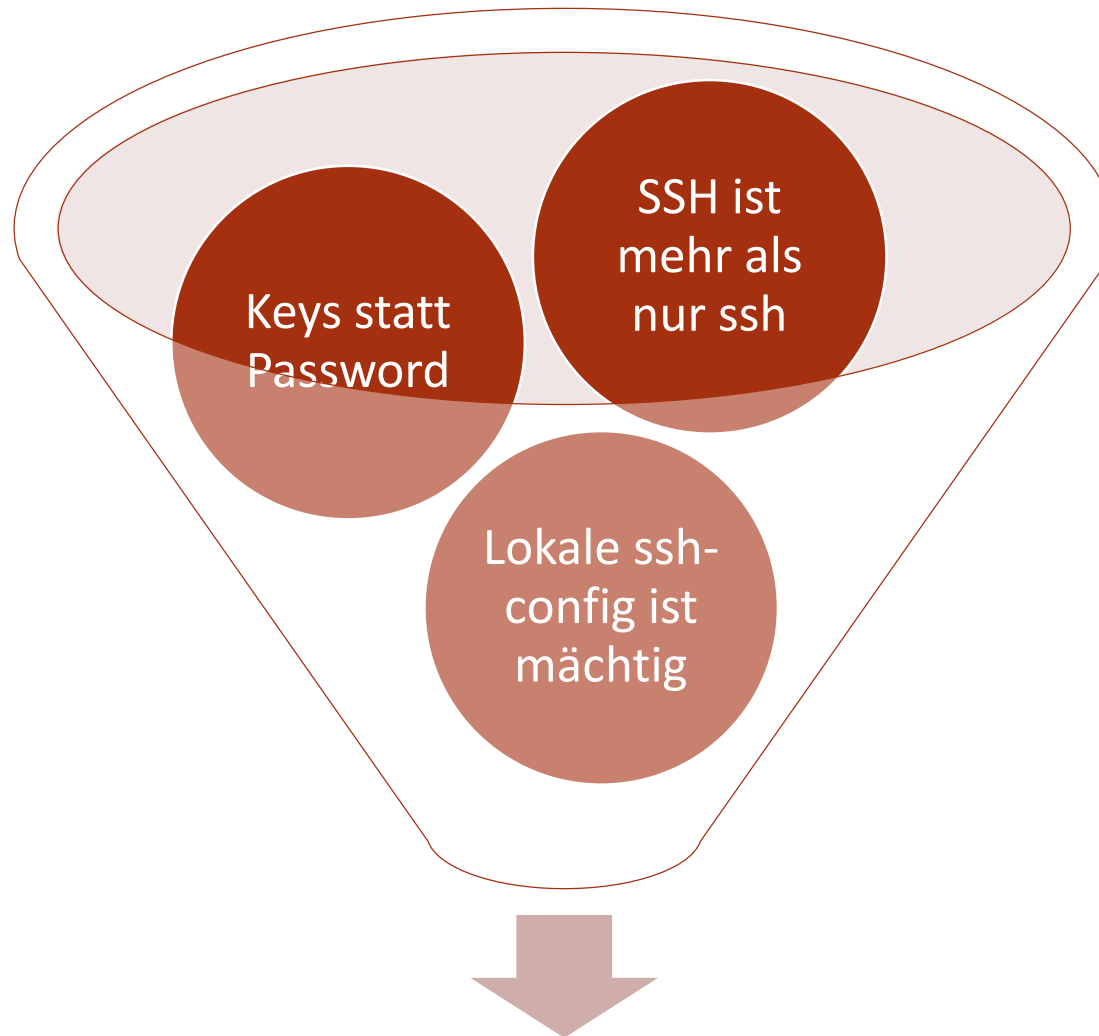 SSH ist
mehr als
nur ssh
Keys statt
Password
Lokale ssh-
config ist
mächtig